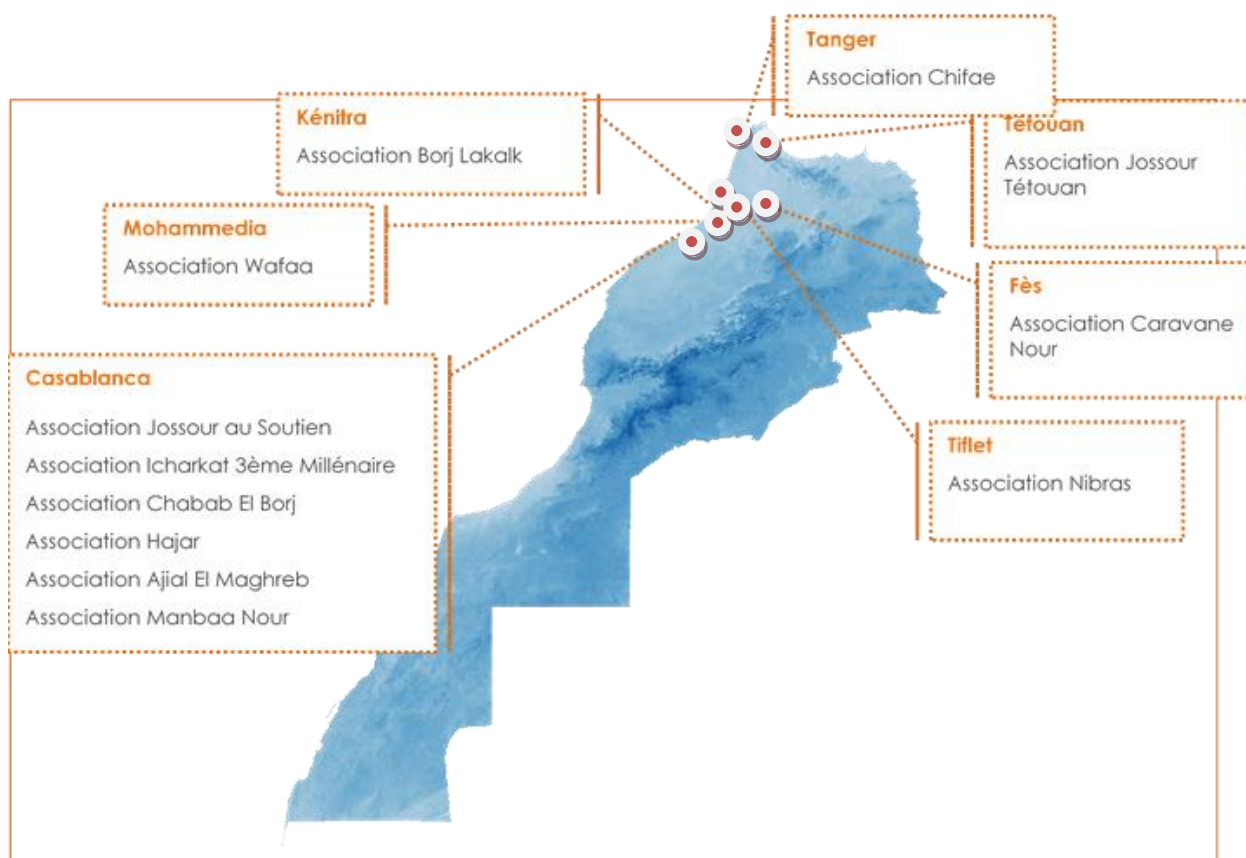 Tanger
Association Chifae
Kénitra
Association Borj Lakalk
Tétouan
Association Jossour
Tétouan
Mohammedia
Association Wafaa
Fès
Association Caravane
Nour
Casablanca
Association Jossour au Soutien
Association Icharkat 3ème Millénaire
Association Chabab El Borj
Association Hajar
Association Ajial El Maghreb
Association Manbaa Nour
Tiflet
Association Nibras